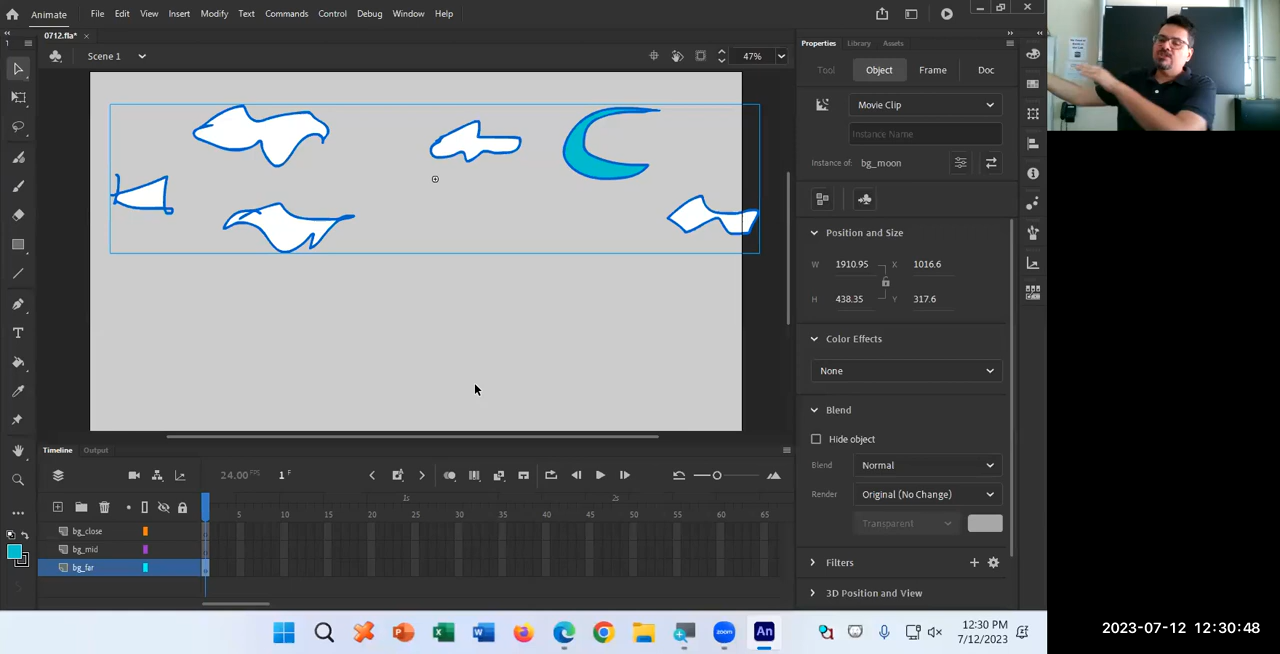 Animate
File Edit View Insert Modify Text Commands Control Debug Window Help
0712.fla*
Scene 1
47%
Properties Library Assets
Tool Object Frame Doc
Movie Clip
Instance Name
Instance of: bg_moon
Position and Size
W 1910.95 X 1016.6
H 438.35 Y 317.6
Color Effects
None
Blend
Hide object
Blend Normal
Render Original (No Change)
Transparent
Filters
3D Position and View
Timeline Output
24.00 FPS 1 F
1s 2s
5 10 15 20 25 30 35 40 45 50 55 60 65
bg_close
bg_mid
bg_far
An
zoom
12:30 PM
7/12/2023
2023-07-12 12:30:48